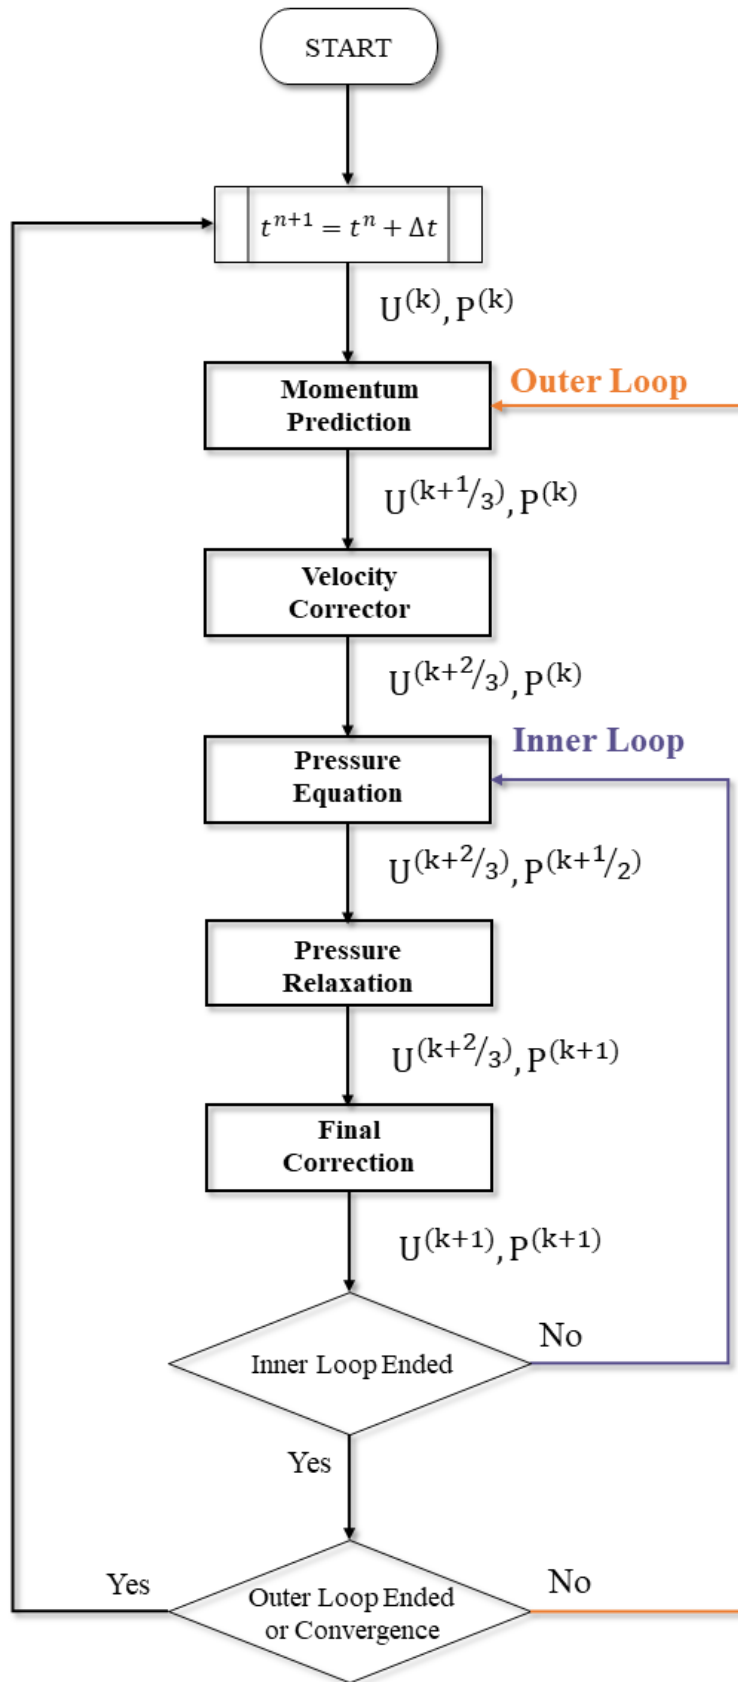 START
tⁿ⁺¹ = tⁿ + Δt
U⁽ᵏ⁾, P⁽ᵏ⁾
Momentum
Prediction
Outer Loop
U^(k+1/3), P^(k)
Velocity
Corrector
U^(k+2/3), P^(k)
Inner Loop
Pressure
Equation
U^(k+2/3), P^(k+1/2)
Pressure
Relaxation
U^(k+2/3), P^(k+1)
Final
Correction
U^(k+1), P^(k+1)
Inner Loop Ended
No
Yes
Outer Loop Ended
or Convergence
Yes
No